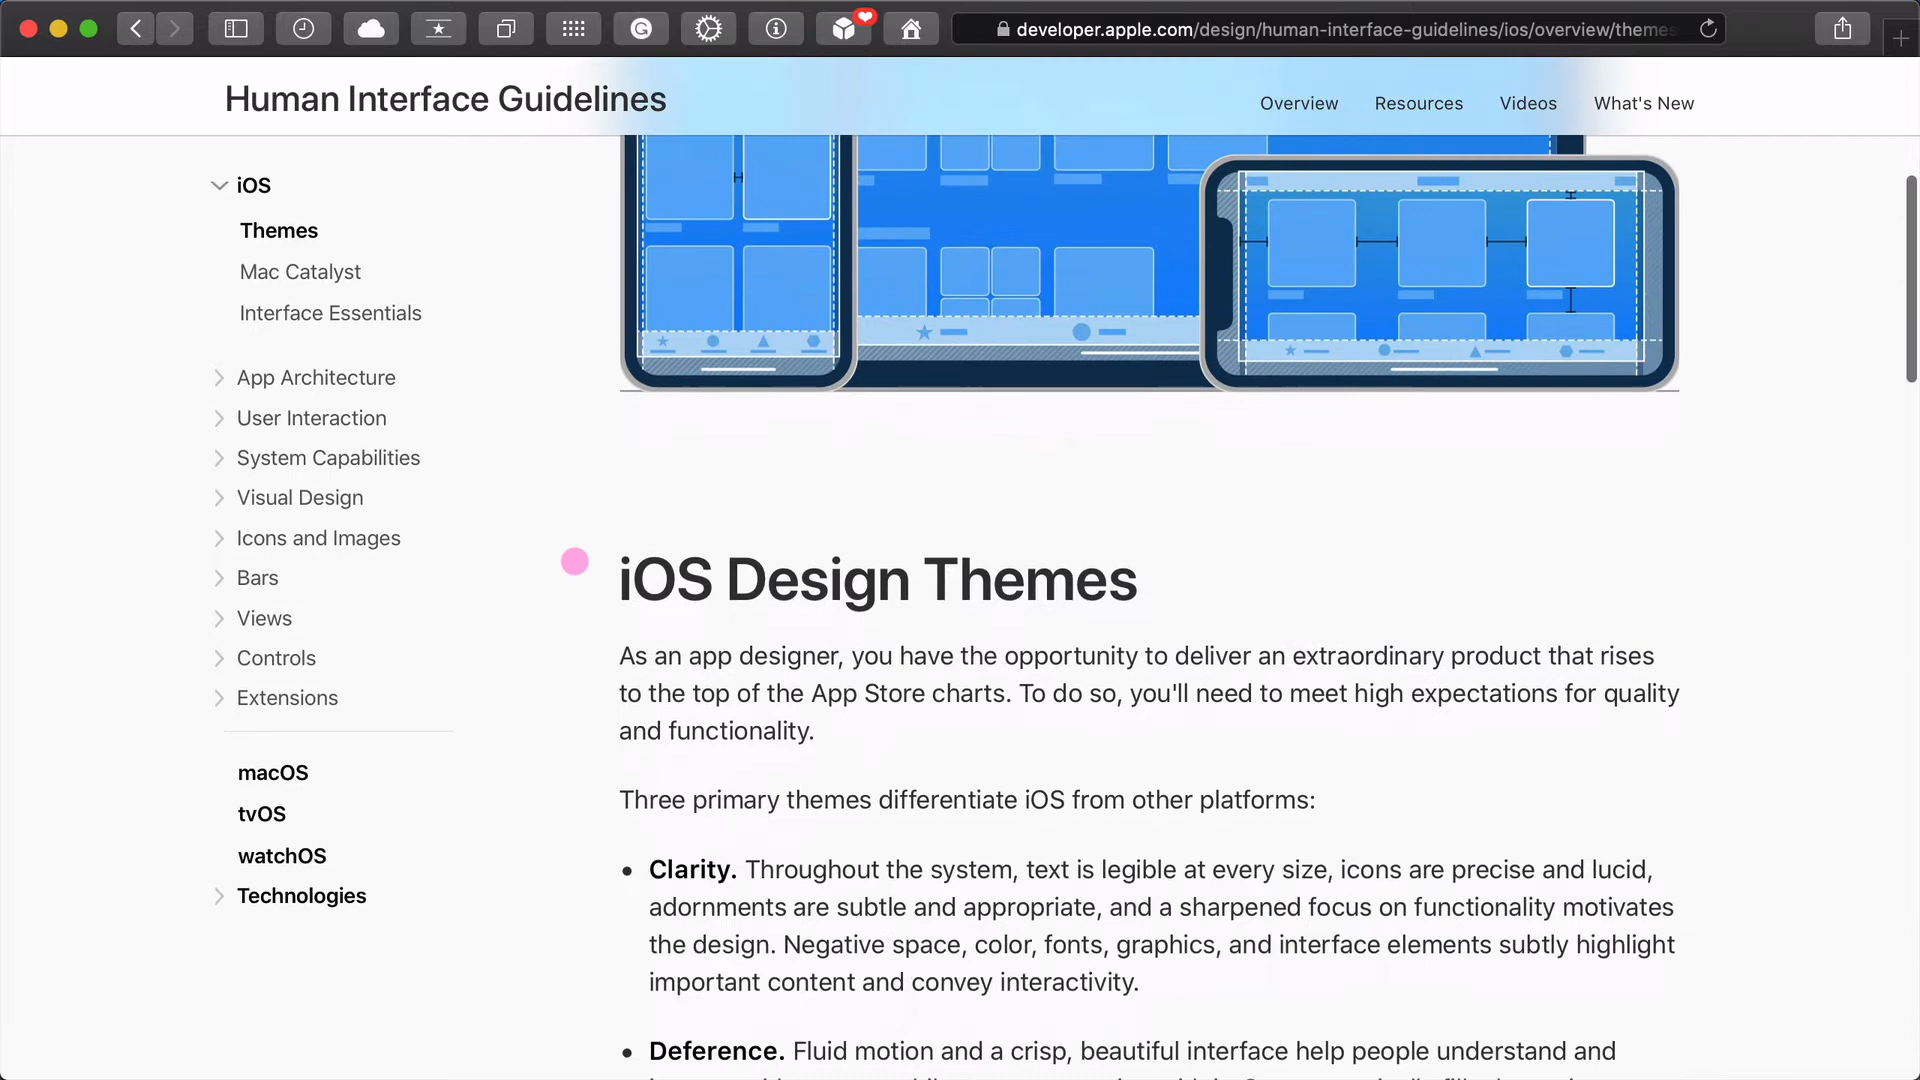 developer.apple.com/design/human-interface-guidelines/ios/overview/themes
Human Interface Guidelines
Overview
Resources
Videos
What's New
iOS
Themes
Mac Catalyst
Interface Essentials
App Architecture
User Interaction
System Capabilities
Visual Design
Icons and Images
Bars
Views
Controls
Extensions
macOS
tvOS
watchOS
Technologies
iOS Design Themes
As an app designer, you have the opportunity to deliver an extraordinary product that rises
to the top of the App Store charts. To do so, you'll need to meet high expectations for quality
and functionality.
Three primary themes differentiate iOS from other platforms:
• Clarity. Throughout the system, text is legible at every size, icons are precise and lucid,
adornments are subtle and appropriate, and a sharpened focus on functionality motivates
the design. Negative space, color, fonts, graphics, and interface elements subtly highlight
important content and convey interactivity.
• Deference. Fluid motion and a crisp, beautiful interface help people understand and